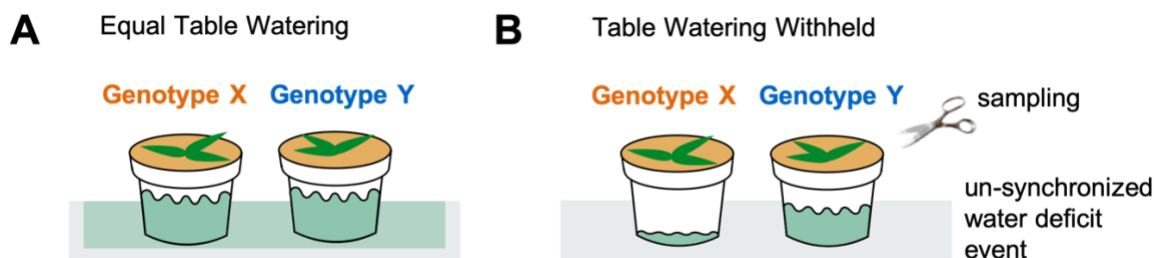 A
Equal Table Watering
Genotype X
Genotype Y
B
Table Watering Withheld
Genotype X
Genotype Y
sampling
un-synchronized
water deficit
event